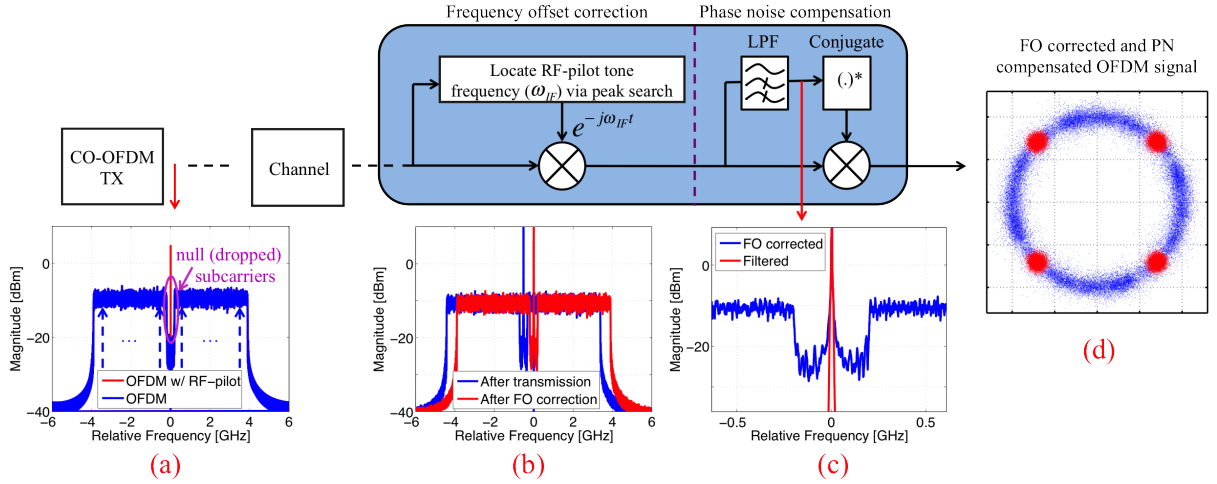 Frequency offset correction
Phase noise compensation
LPF
Conjugate
Locate RF-pilot tone
frequency (ω_IF) via peak search
(.)*
e^{-jω_IF t}
FO corrected and PN
compensated OFDM signal
CO-OFDM
TX
Channel
null (dropped)
subcarriers
Magnitude [dBm]
0
−20
−40
... ...
OFDM w/ RF−pilot
OFDM
−6 −4 −2 0 2 4 6
Relative Frequency [GHz]
(a)
Magnitude [dBm]
0
−20
−40
After transmission
After FO correction
−6 −4 −2 0 2 4 6
Relative Frequency [GHz]
(b)
Magnitude [dBm]
0
−20
FO corrected
Filtered
−0.5 0 0.5
Relative Frequency [GHz]
(c)
(d)